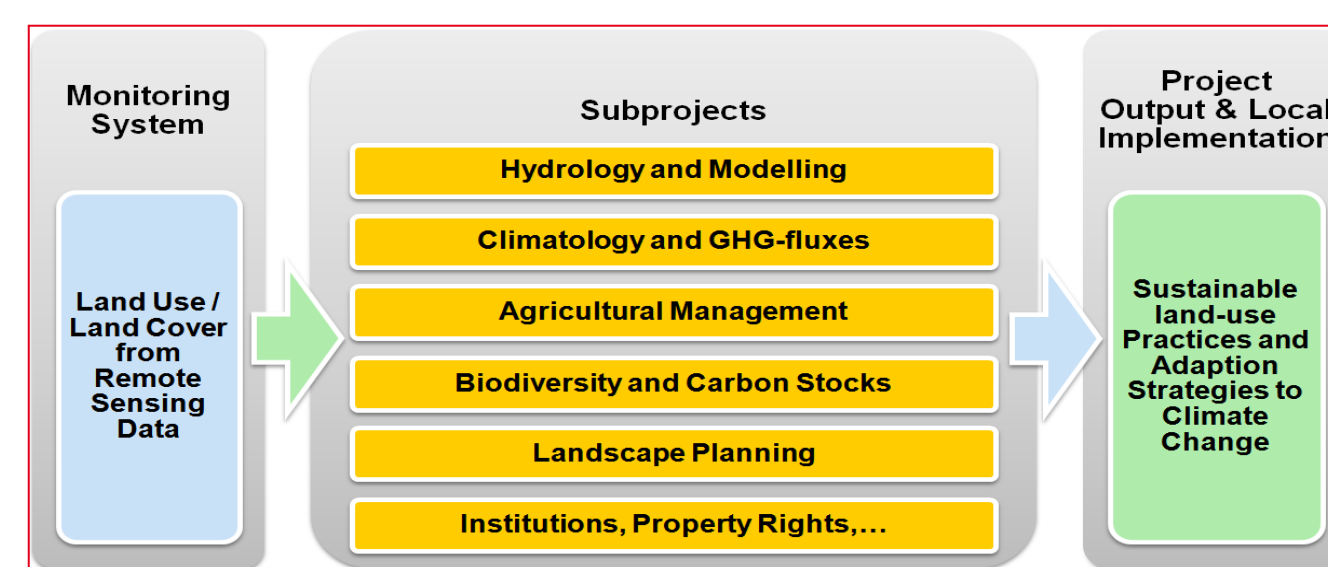 Monitoring
System
Land Use /
Land Cover
from
Remote
Sensing
Data
Subprojects
Hydrology and Modelling
Climatology and GHG-fluxes
Agricultural Management
Biodiversity and Carbon Stocks
Landscape Planning
Institutions, Property Rights,…
Project
Output & Local
Implementation
Sustainable
land-use
Practices and
Adaption
Strategies to
Climate
Change